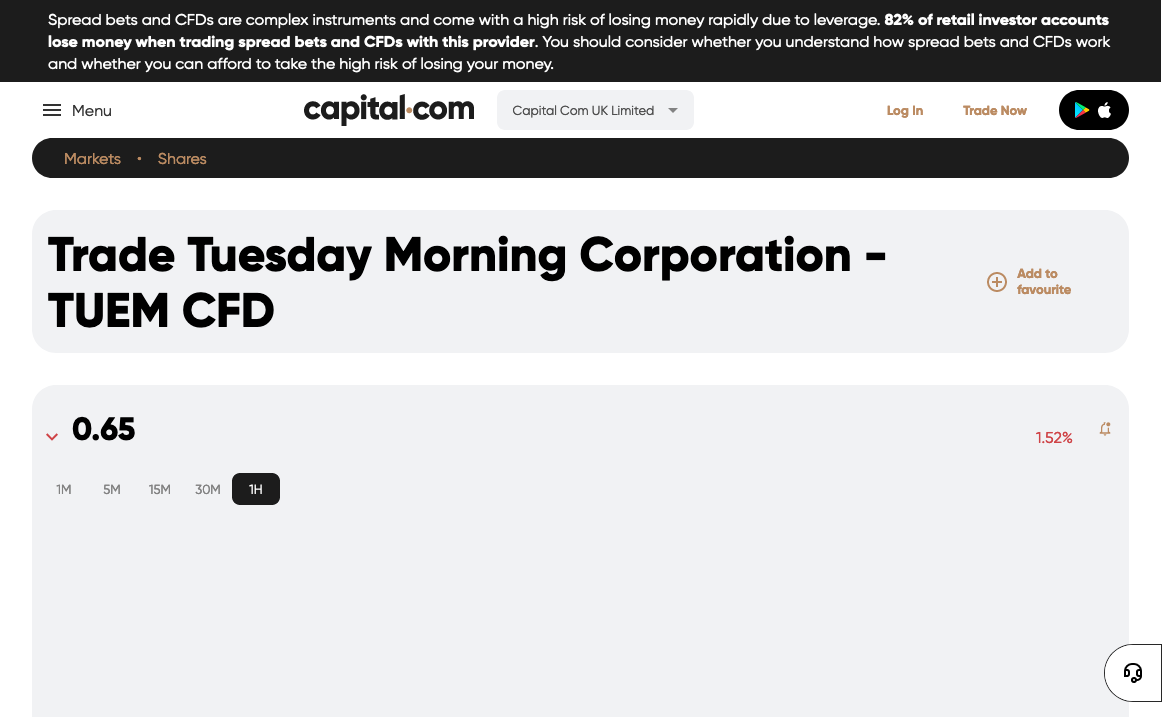 Spread bets and CFDs are complex instruments and come with a high risk of losing money rapidly due to leverage. 82% of retail investor accounts
lose money when trading spread bets and CFDs with this provider. You should consider whether you understand how spread bets and CFDs work
and whether you can afford to take the high risk of losing your money.
Menu
capital.com
Capital Com UK Limited
Log In
Trade Now
Markets
Shares
Trade Tuesday Morning Corporation -
TUEM CFD
Add to
favourite
0.65
1.52%
1M
5M
15M
30M
1H